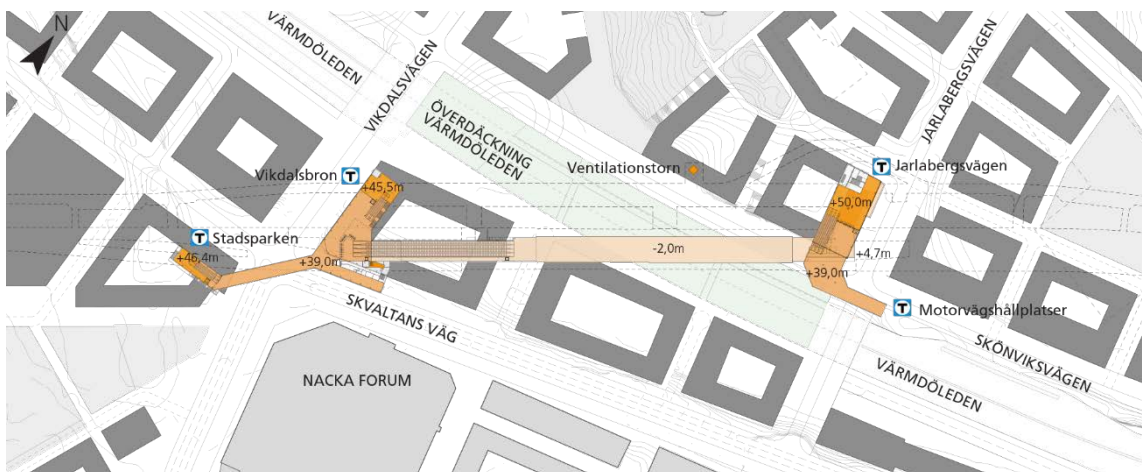 N
VÄRMDÖLEDEN
VIKDALSVÄGEN
JARLABERGSVÄGEN
ÖVERDÄCKNING
VÄRMDÖLEDEN
Ventilationstorn
Vikdalsbron T
T Jarlabergsvägen
+45,5m
+50,0m
T Stadsparken
+46,4m
+39,0m
-2,0m
+4,7m
+39,0m
SKVALTANS VÄG
T Motorvägshållplatser
SKÖNVIKSVÄGEN
VÄRMDÖLEDEN
NACKA FORUM